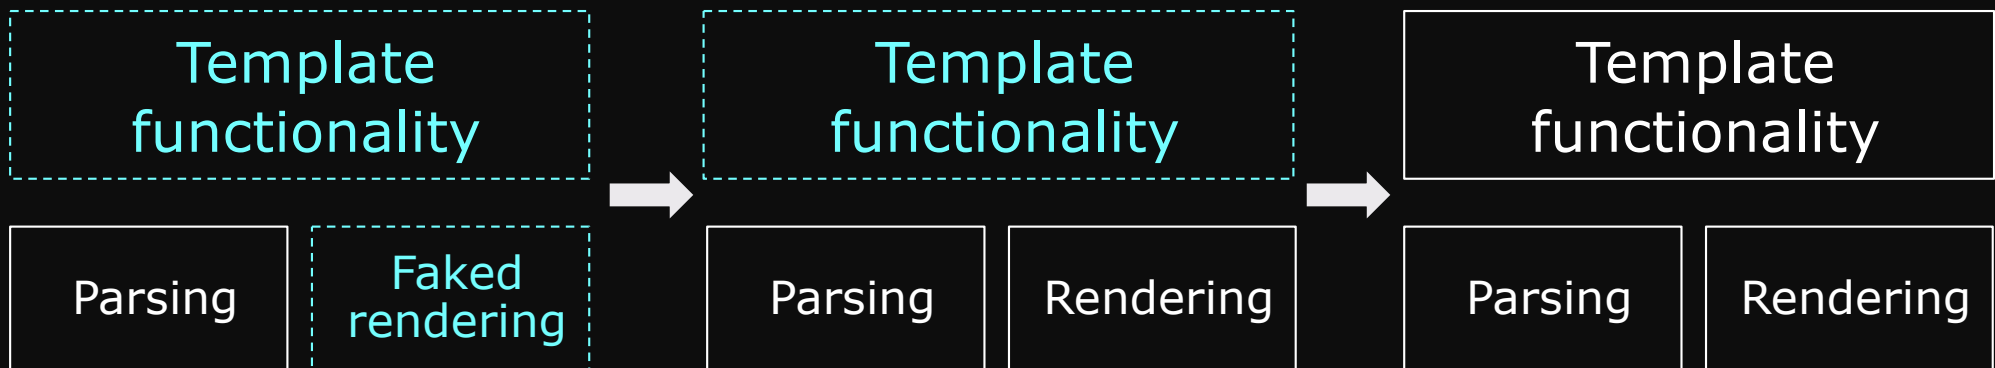 Template
functionality
Parsing
Faked
rendering
Template
functionality
Parsing
Rendering
Template
functionality
Parsing
Rendering